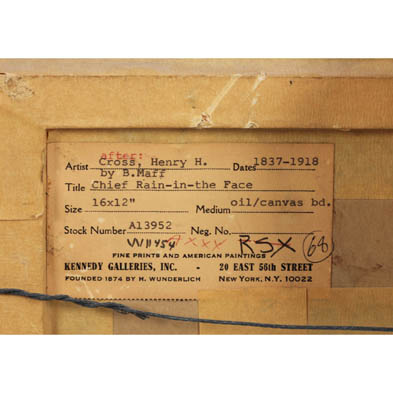 after:
Artist Cross, Henry H. Dates 1837-1918
by B.Maff
Title Chief Rain-in-the Face
Size 16x12" Medium oil/canvas bd.
Stock Number A13952 Neg. No.
W11454 RSX 68
FINE PRINTS AND AMERICAN PAINTINGS
KENNEDY GALLERIES, INC. - 20 EAST 56th STREET
FOUNDED 1874 BY H. WUNDERLICH NEW YORK, N.Y. 10022